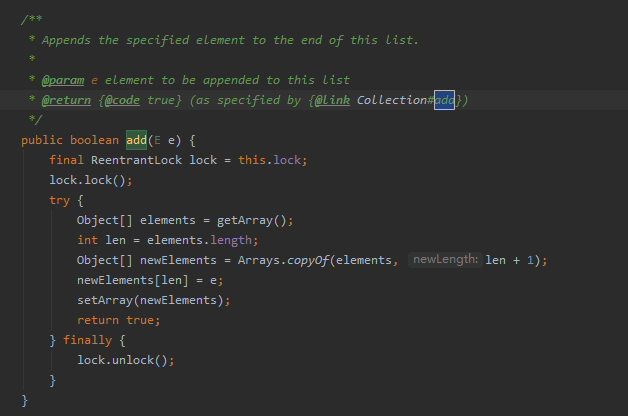 /**
 * Appends the specified element to the end of this list.
 *
 * @param e element to be appended to this list
 * @return {@code true} (as specified by {@link Collection#add})
 */
public boolean add(E e) {
    final ReentrantLock lock = this.lock;
    lock.lock();
    try {
        Object[] elements = getArray();
        int len = elements.length;
        Object[] newElements = Arrays.copyOf(elements, newLength: len + 1);
        newElements[len] = e;
        setArray(newElements);
        return true;
    } finally {
        lock.unlock();
    }
}